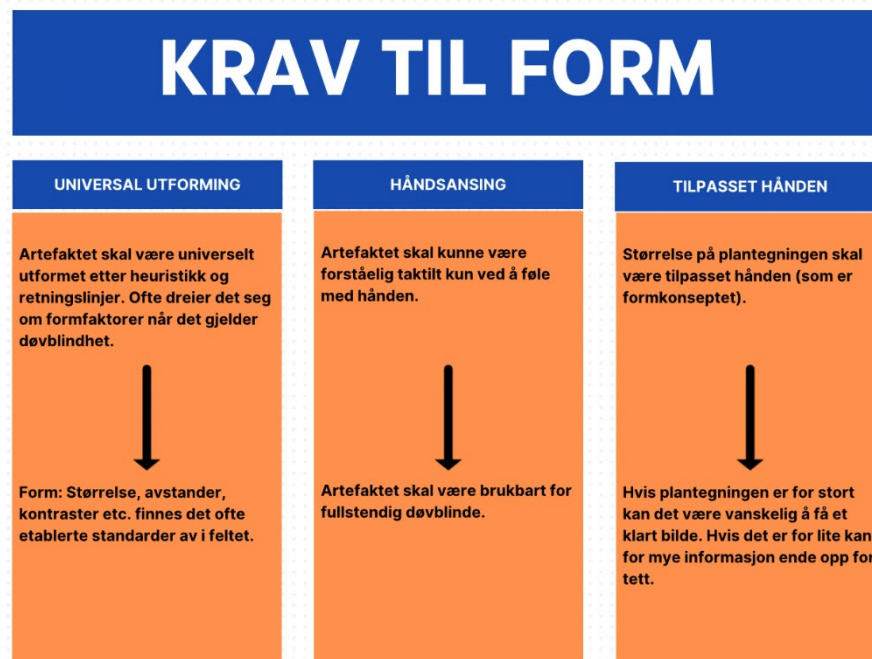 KRAV TIL FORM
UNIVERSAL UTFORMING
Artefaktet skal være universelt
utformet etter heuristikk og
retningslinjer. Ofte dreier det seg
om formfaktorer når det gjelder
døvblindhet.
Form: Størrelse, avstander,
kontraster etc. finnes det ofte
etablerte standarder av i feltet.
HÅNDSANSING
Artefaktet skal kunne være
forståelig taktilt kun ved å føle
med hånden.
Artefaktet skal være brukbart for
fullstendig døvblinde.
TILPASSET HÅNDEN
Størrelse på plantegningen skal
være tilpasset hånden (som er
formkonseptet).
Hvis plantegningen er for stort
kan det være vanskelig å få et
klart bilde. Hvis det er for lite kan
for mye informasjon ende opp for
tett.